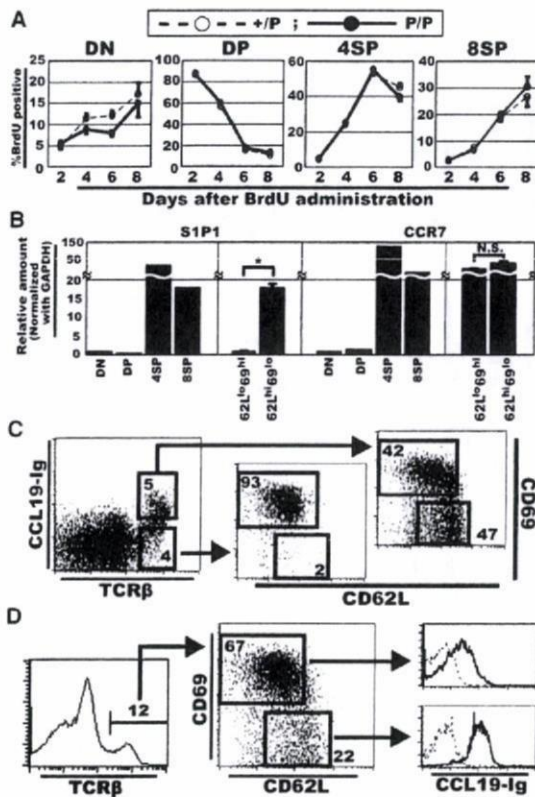 +/P ; P/P
A
DN DP 4SP 8SP
%BrdU positive
25 20 15 10 5 0
100 80 60 40 20 0
60 40 20 0
40 30 20 10 0
2 4 6 8 2 4 6 8 2 4 6 8 2 4 6 8
Days after BrdU administration
B
S1P1 CCR7
Relative amount
(Normalized
with GAPDH)
150 50 20 15 10 5 0
* N.S.
DN DP 4SP 8SP 62Llo69hi 62Lhi69lo DN DP 4SP 8SP 62Llo69hi 62Lhi69lo
C
CCL19-Ig
5
4
TCRβ
93
2
42
47
CD69
CD62L
D
12
TCRβ
CD69
67
22
CD62L
CCL19-Ig